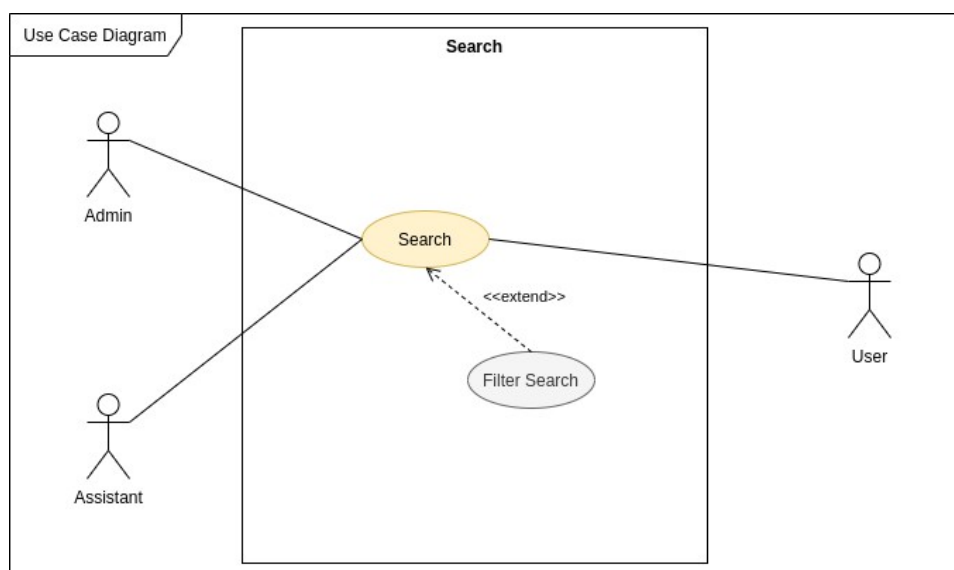 Use Case Diagram
Search
Admin
Search
<<extend>>
User
Filter Search
Assistant